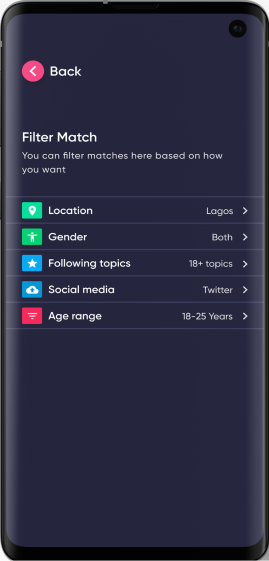 Back
Filter Match
You can filter matches here based on how
you want
Location Lagos
Gender Both
Following topics 18+ topics
Social media Twitter
Age range 18-25 Years